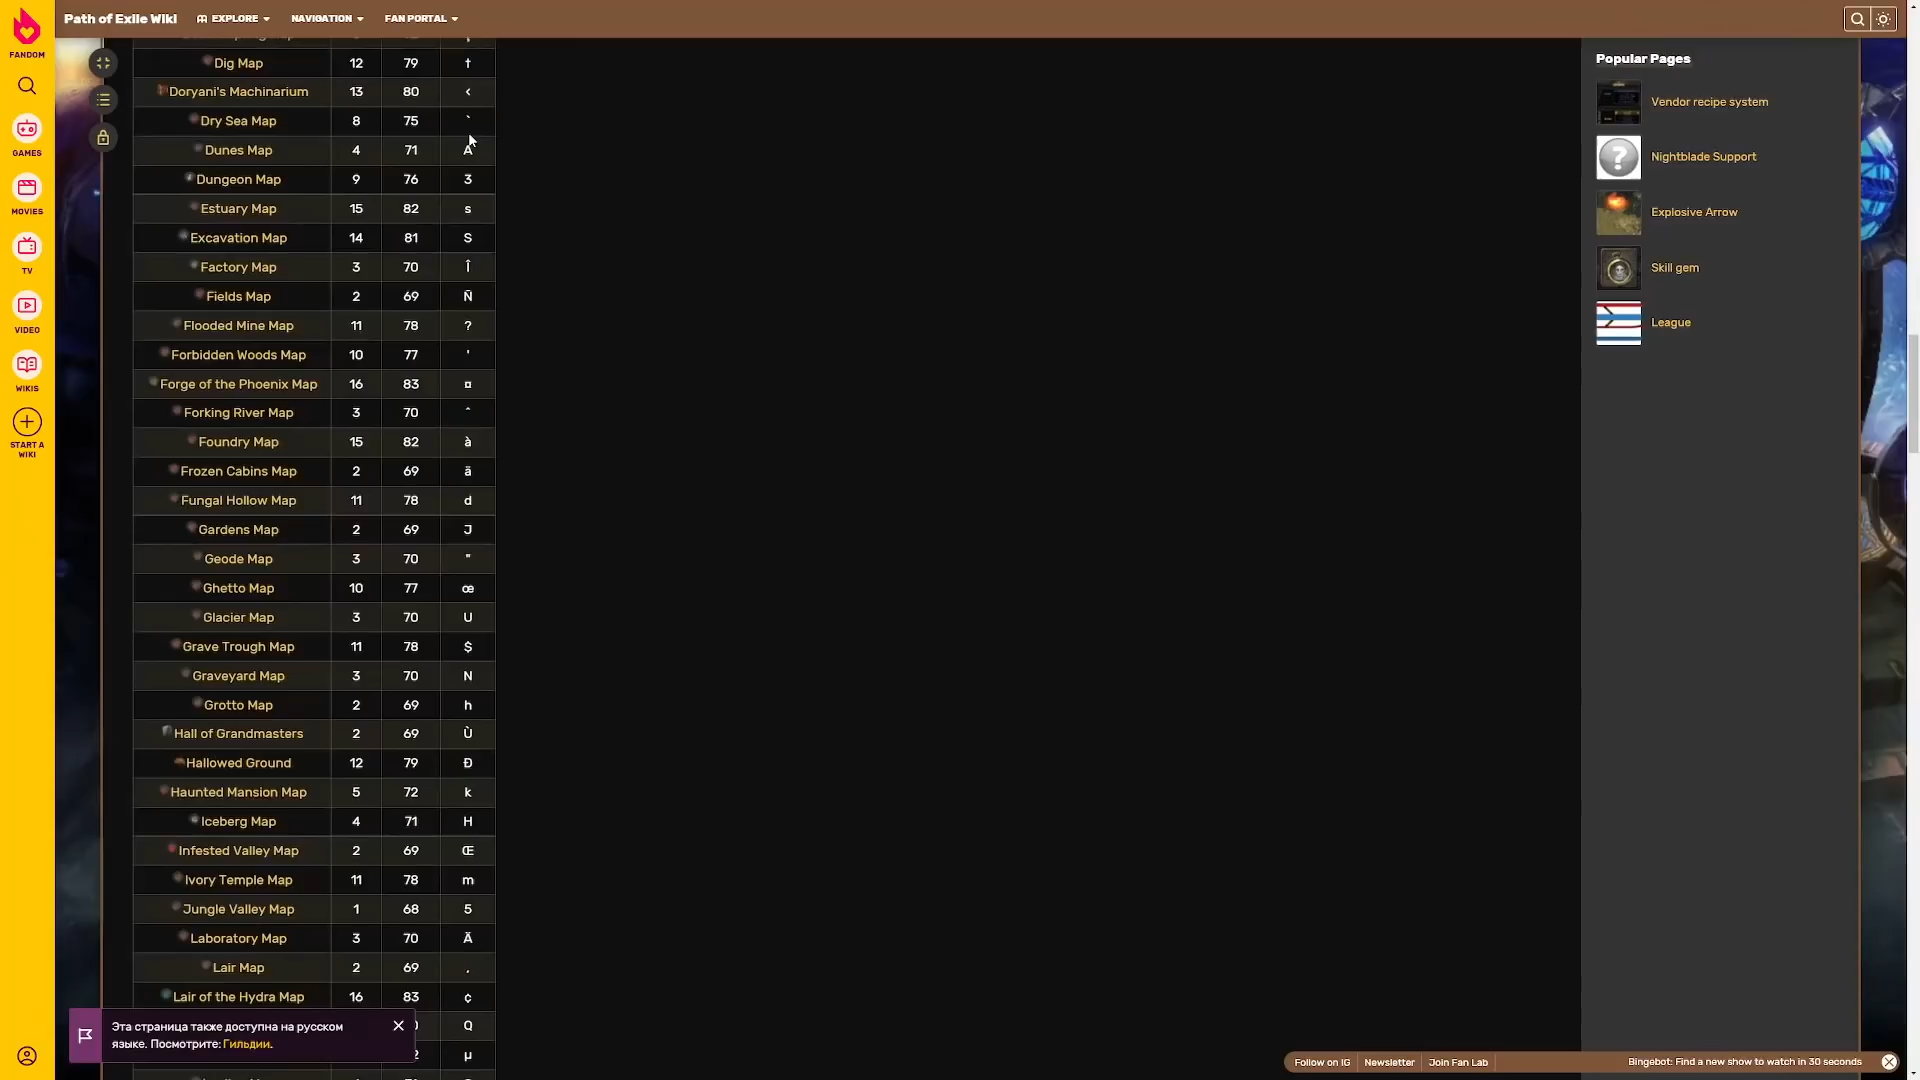 Path of Exile Wiki
EXPLORE
NAVIGATION
FAN PORTAL
FANDOM
GAMES
MOVIES
TV
VIDEO
WIKIS
START A
WIKI
Dig Map 12 79 †
Doryani's Machinarium 13 80 ‹
Dry Sea Map 8 75 `
Dunes Map 4 71
Dungeon Map 9 76 3
Estuary Map 15 82 s
Excavation Map 14 81 S
Factory Map 3 70 Î
Fields Map 2 69 Ñ
Flooded Mine Map 11 78 ?
Forbidden Woods Map 10 77 '
Forge of the Phoenix Map 16 83 ¤
Forking River Map 3 70 ˆ
Foundry Map 15 82 à
Frozen Cabins Map 2 69 ã
Fungal Hollow Map 11 78 d
Gardens Map 2 69 J
Geode Map 3 70 "
Ghetto Map 10 77 œ
Glacier Map 3 70 U
Grave Trough Map 11 78 $
Graveyard Map 3 70 N
Grotto Map 2 69 h
Hall of Grandmasters 2 69 Ù
Hallowed Ground 12 79 Ð
Haunted Mansion Map 5 72 k
Iceberg Map 4 71 H
Infested Valley Map 2 69 Œ
Ivory Temple Map 11 78 m
Jungle Valley Map 1 68 5
Laboratory Map 3 70 Ä
Lair Map 2 69 ,
Lair of the Hydra Map 16 83 ¢
Q
µ
Эта страница также доступна на русском
языке. Посмотрите: Гильдии.
Popular Pages
Vendor recipe system
Nightblade Support
Explosive Arrow
Skill gem
League
Follow on IG
Newsletter
Join Fan Lab
Bingebot: Find a new show to watch in 30 seconds